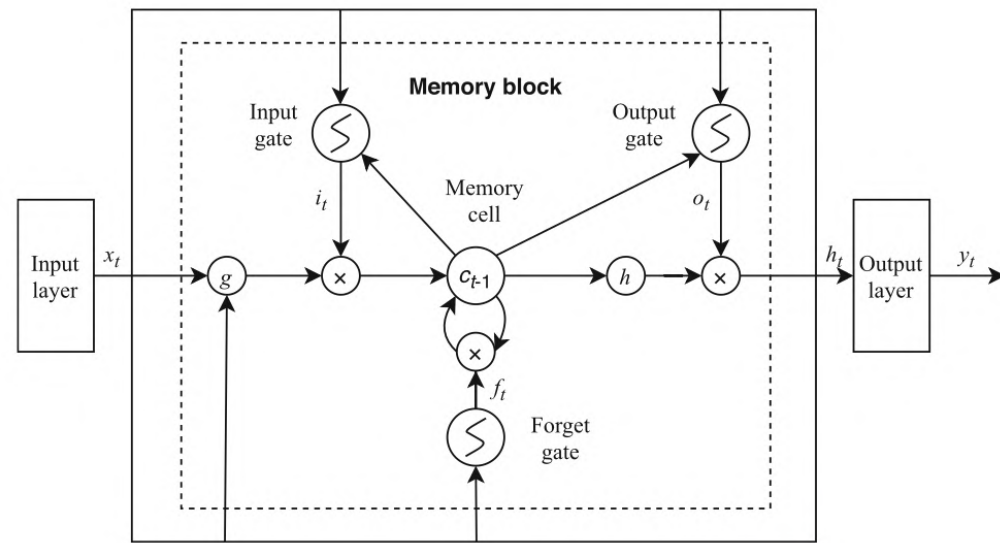 Memory block
Input
gate
Output
gate
Memory
cell
i_t
o_t
Input
layer
x_t
g
×
c_{t-1}
h
×
h_t
Output
layer
y_t
×
f_t
Forget
gate